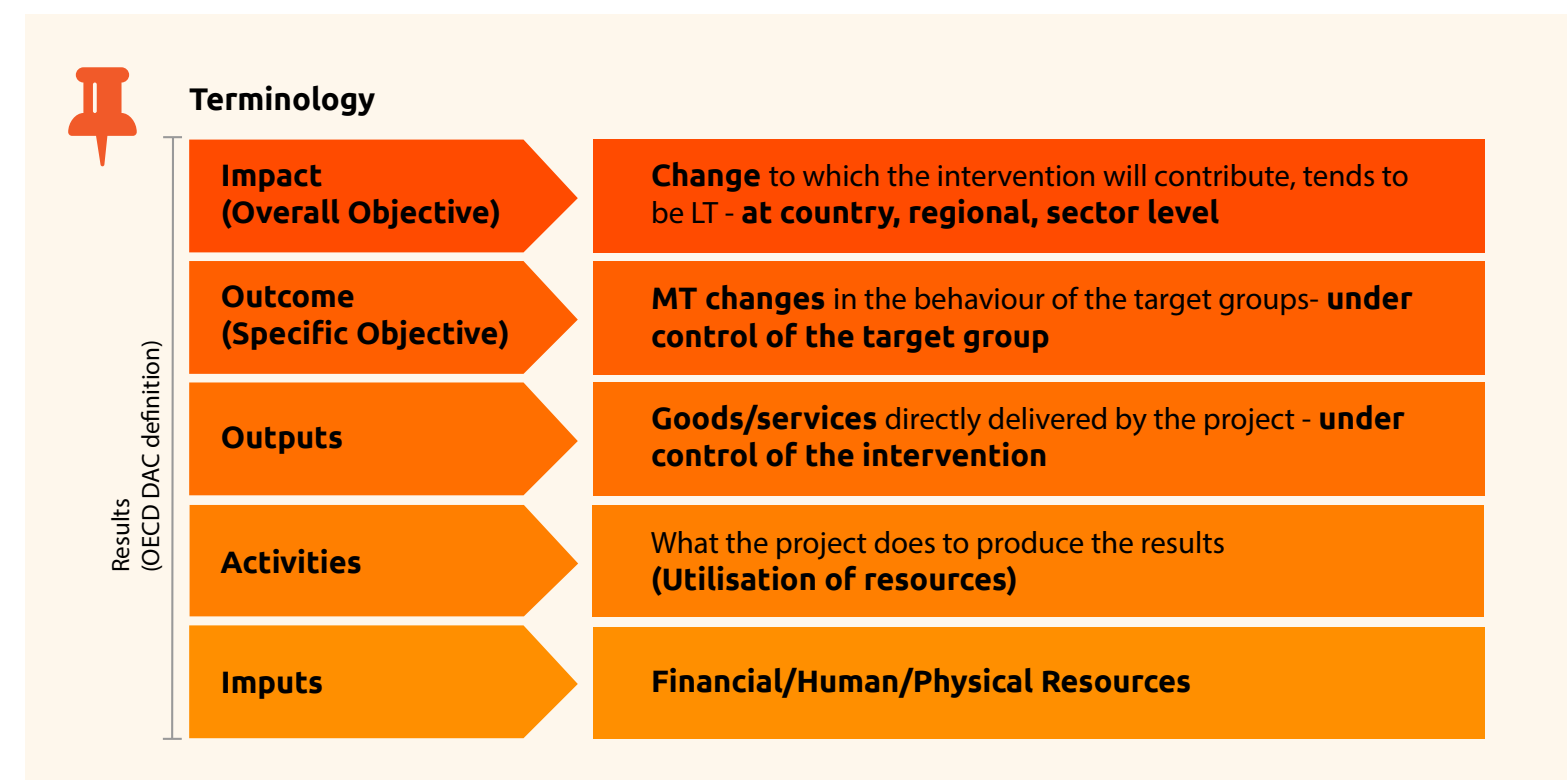 Terminology
Impact
(Overall Objective)
Change to which the intervention will contribute, tends to
be LT - at country, regional, sector level
Outcome
(Specific Objective)
MT changes in the behaviour of the target groups- under
control of the target group
Outputs
Goods/services directly delivered by the project - under
control of the intervention
Activities
What the project does to produce the results
(Utilisation of resources)
Imputs
Financial/Human/Physical Resources
Results
(OECD DAC definition)